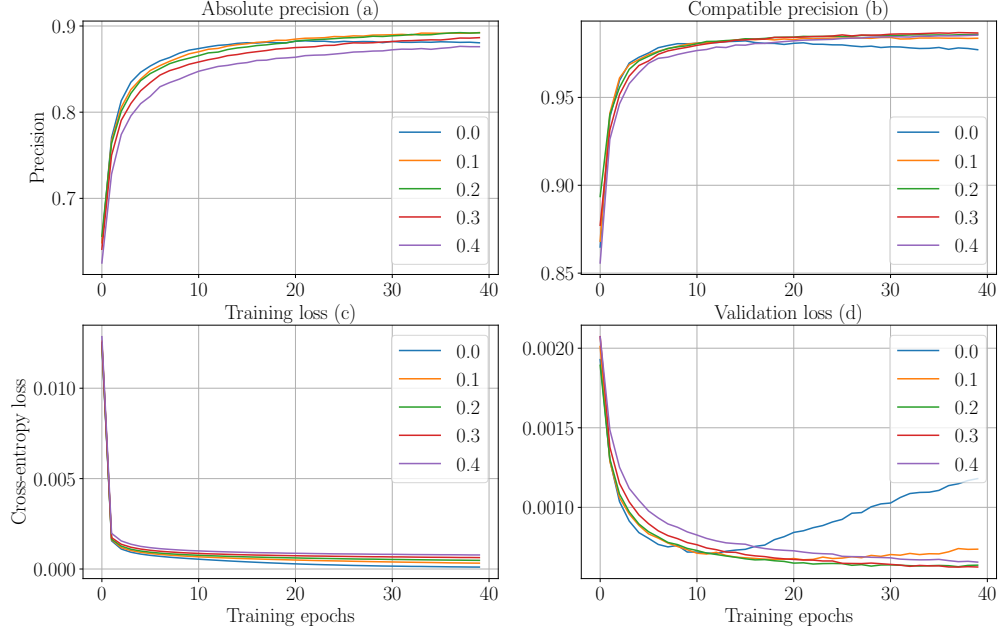 Absolute precision (a)
Compatible precision (b)
Precision
0.9
0.8
0.7
0.0
0.1
0.2
0.3
0.4
0 10 20 30 40
0.95
0.90
0.85
0.0
0.1
0.2
0.3
0.4
0 10 20 30 40
Training loss (c)
Validation loss (d)
Cross-entropy loss
0.010
0.005
0.000
0.0
0.1
0.2
0.3
0.4
0 10 20 30 40
Training epochs
0.0020
0.0015
0.0010
0.0
0.1
0.2
0.3
0.4
0 10 20 30 40
Training epochs